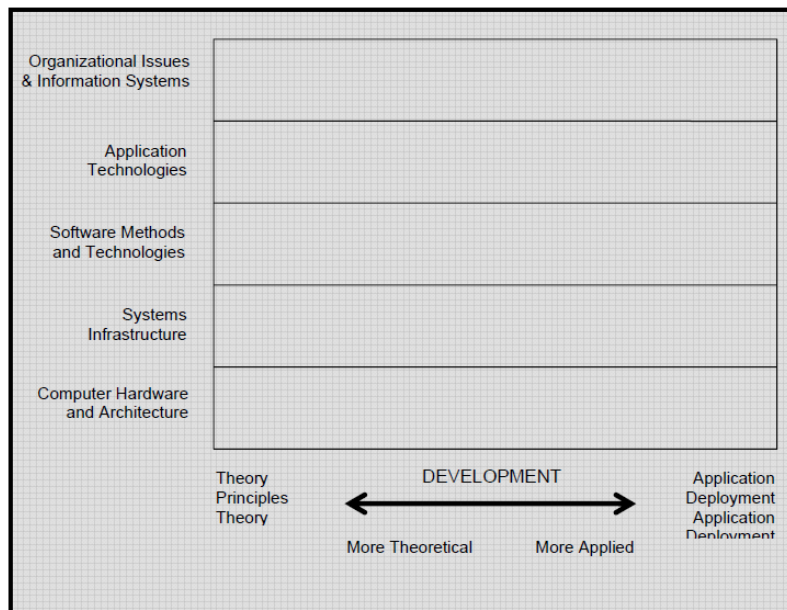 Organizational Issues
& Information Systems
Application
Technologies
Software Methods
and Technologies
Systems
Infrastructure
Computer Hardware
and Architecture
Theory
Principles
Theory
DEVELOPMENT
Application
Deployment
Application
Deployment
More Theoretical
More Applied